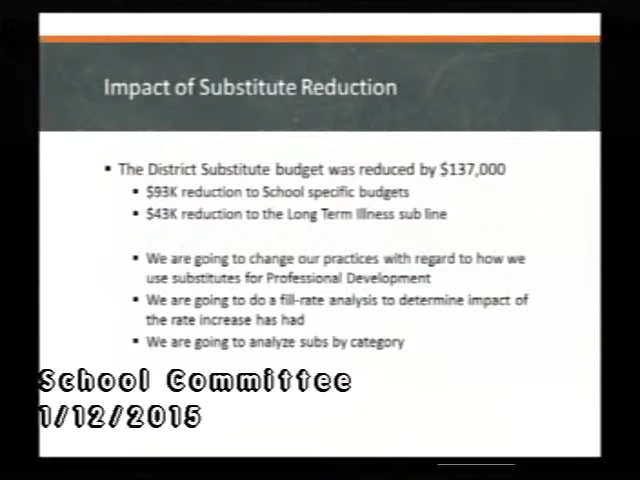 Impact of Substitute Reduction
▪ The District Substitute budget was reduced by $137,000
▪ $93K reduction to School specific budgets
▪ $43K reduction to the Long Term Illness sub line
▪ We are going to change our practices with regard to how we
use substitutes for Professional Development
▪ We are going to do a fill-rate analysis to determine impact of
the rate increase has had
▪ We are going to analyze subs by category
School Committee
1/12/2015